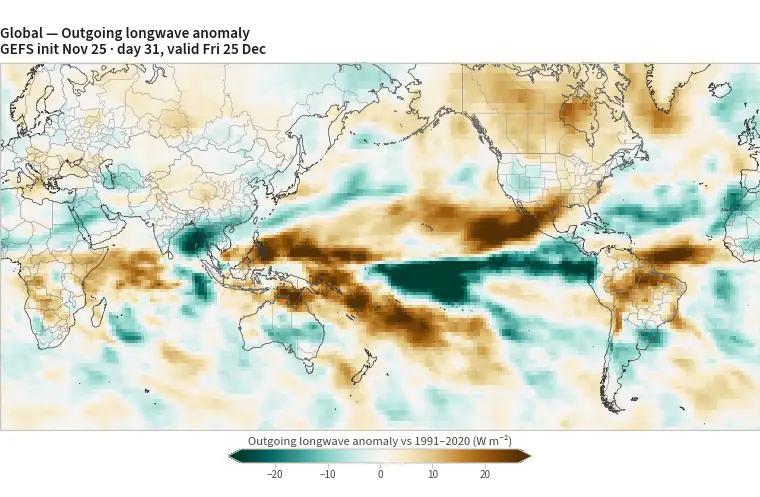 Global — Outgoing longwave anomaly
GEFS init Nov 25 · day 31, valid Fri 25 Dec
Outgoing longwave anomaly vs 1991–2020 (W m⁻²)
−20 −10 0 10 20